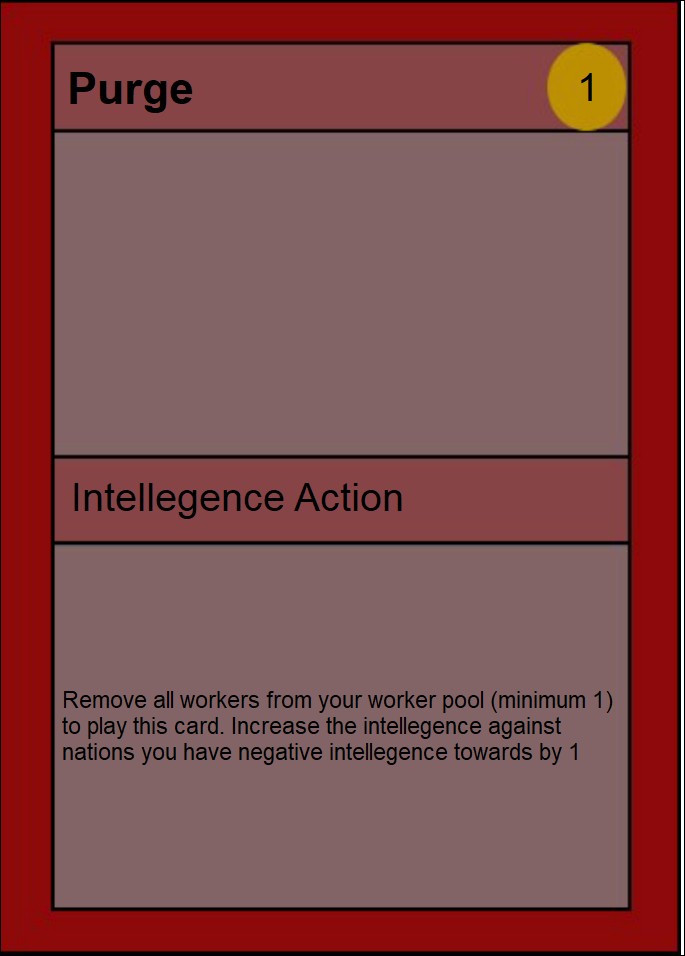 Purge
1
Intellegence Action
Remove all workers from your worker pool (minimum 1)
to play this card. Increase the intellegence against
nations you have negative intellegence towards by 1